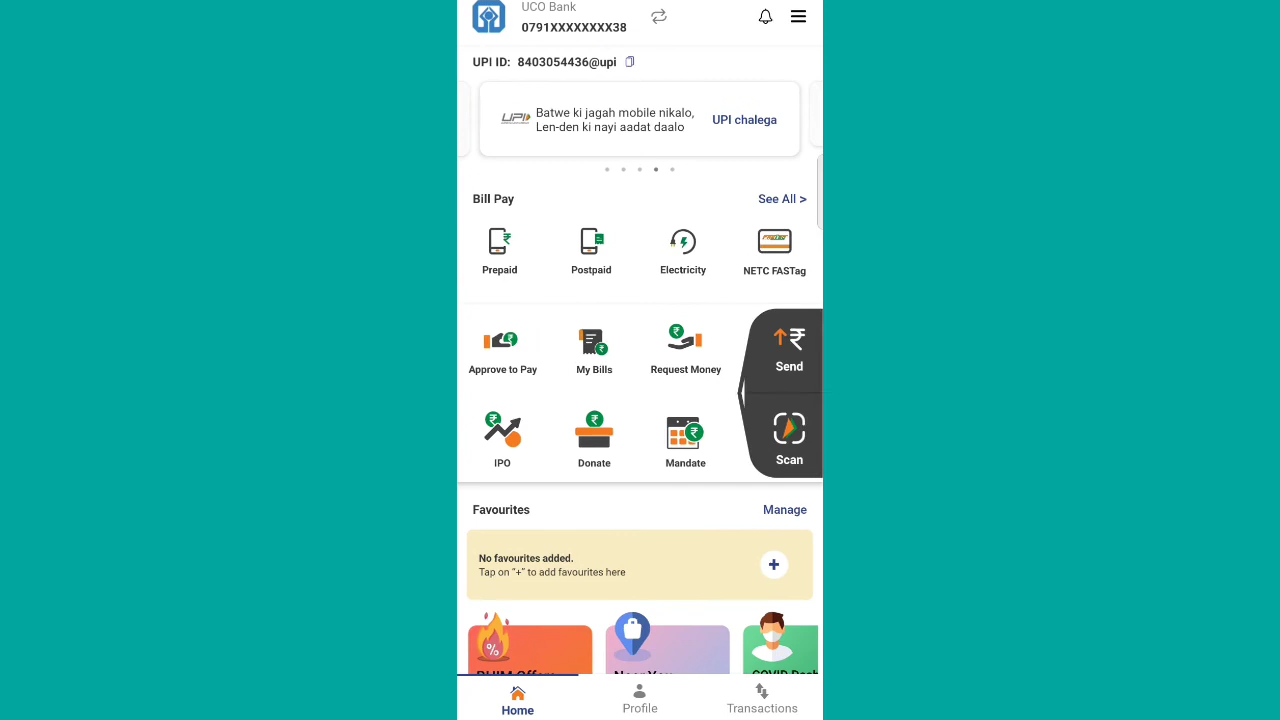 UCO Bank
0791XXXXXXXX38
UPI ID: 8403054436@upi
UPI
Batwe ki jagah mobile nikalo,
Len-den ki nayi aadat daalo
UPI chalega
Bill Pay
See All >
Prepaid
Postpaid
Electricity
NETC FASTag
Approve to Pay
My Bills
Request Money
Send
IPO
Donate
Mandate
Scan
Favourites
Manage
No favourites added.
Tap on "+" to add favourites here
BHIM Offers
Near You
COVID
Home
Profile
Transactions